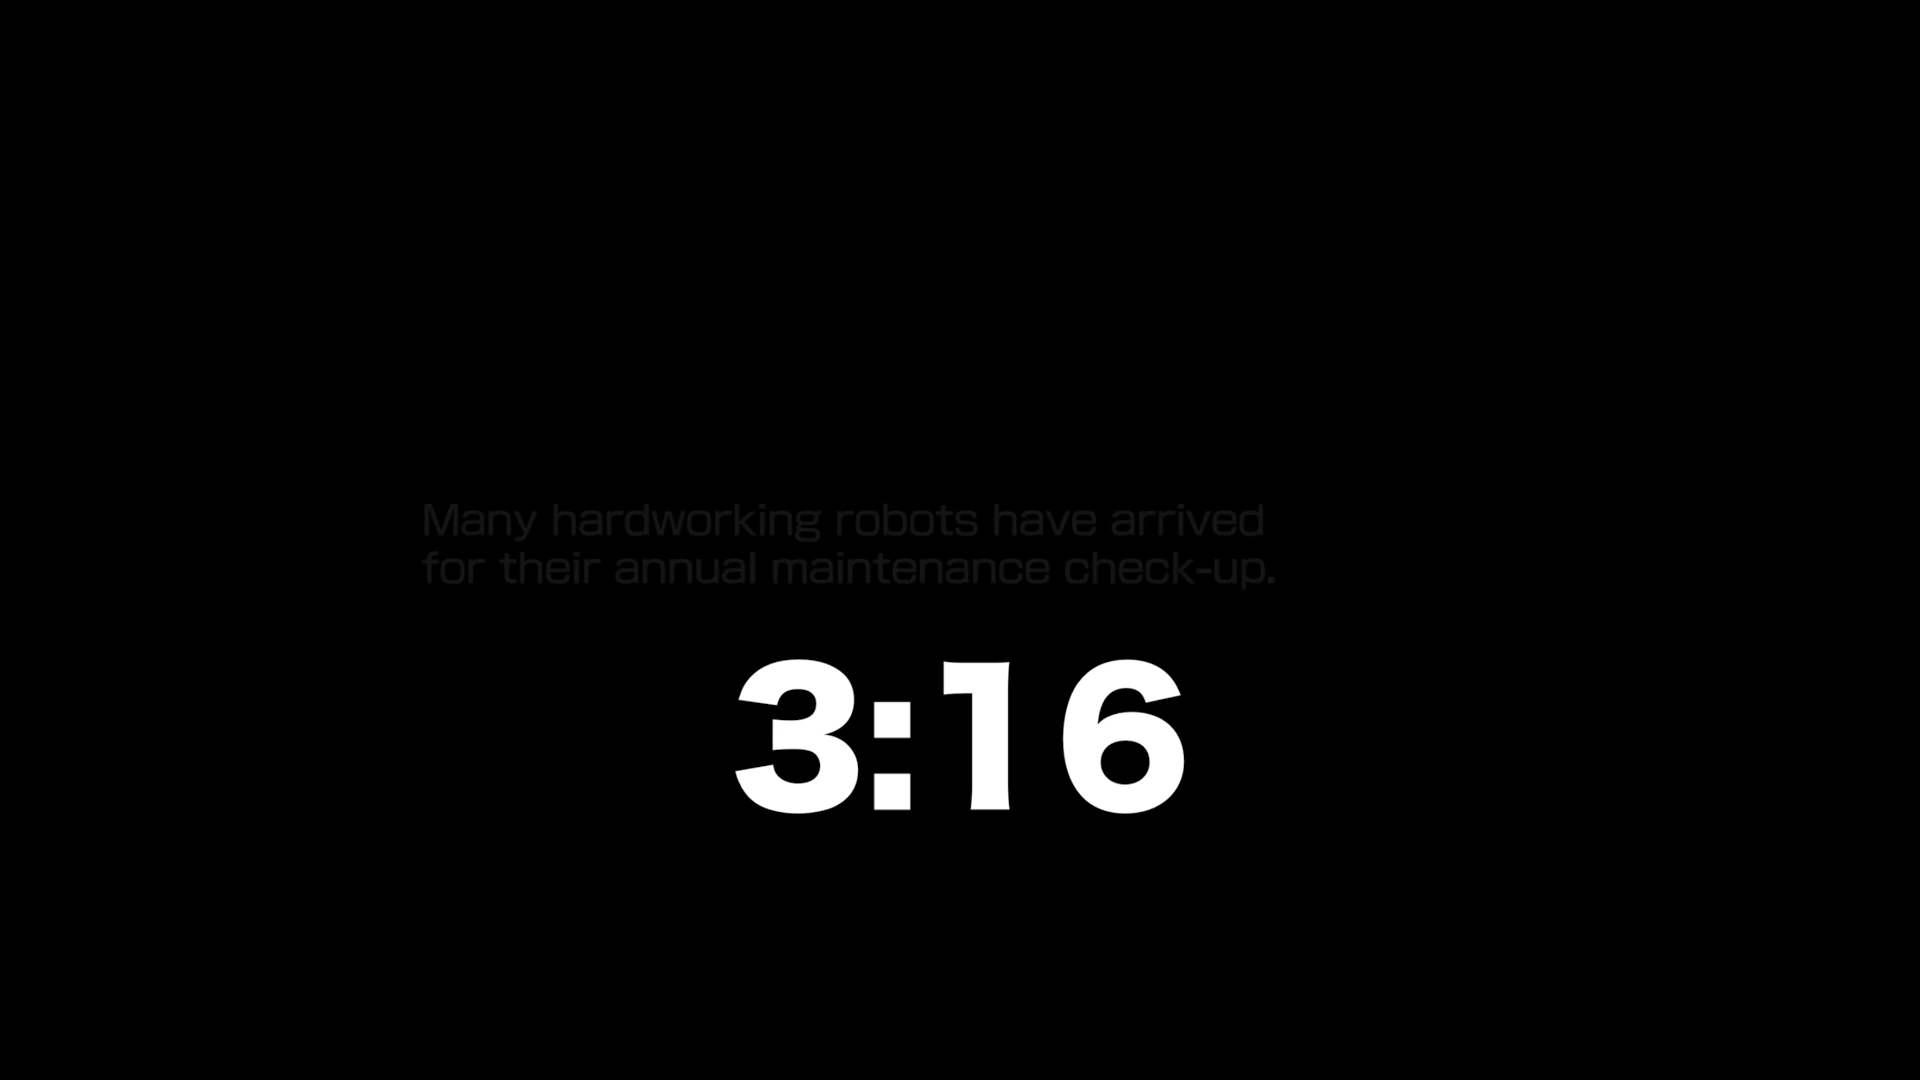 Many hardworking robots have arrived
for their annual maintenance check-up.
3:16